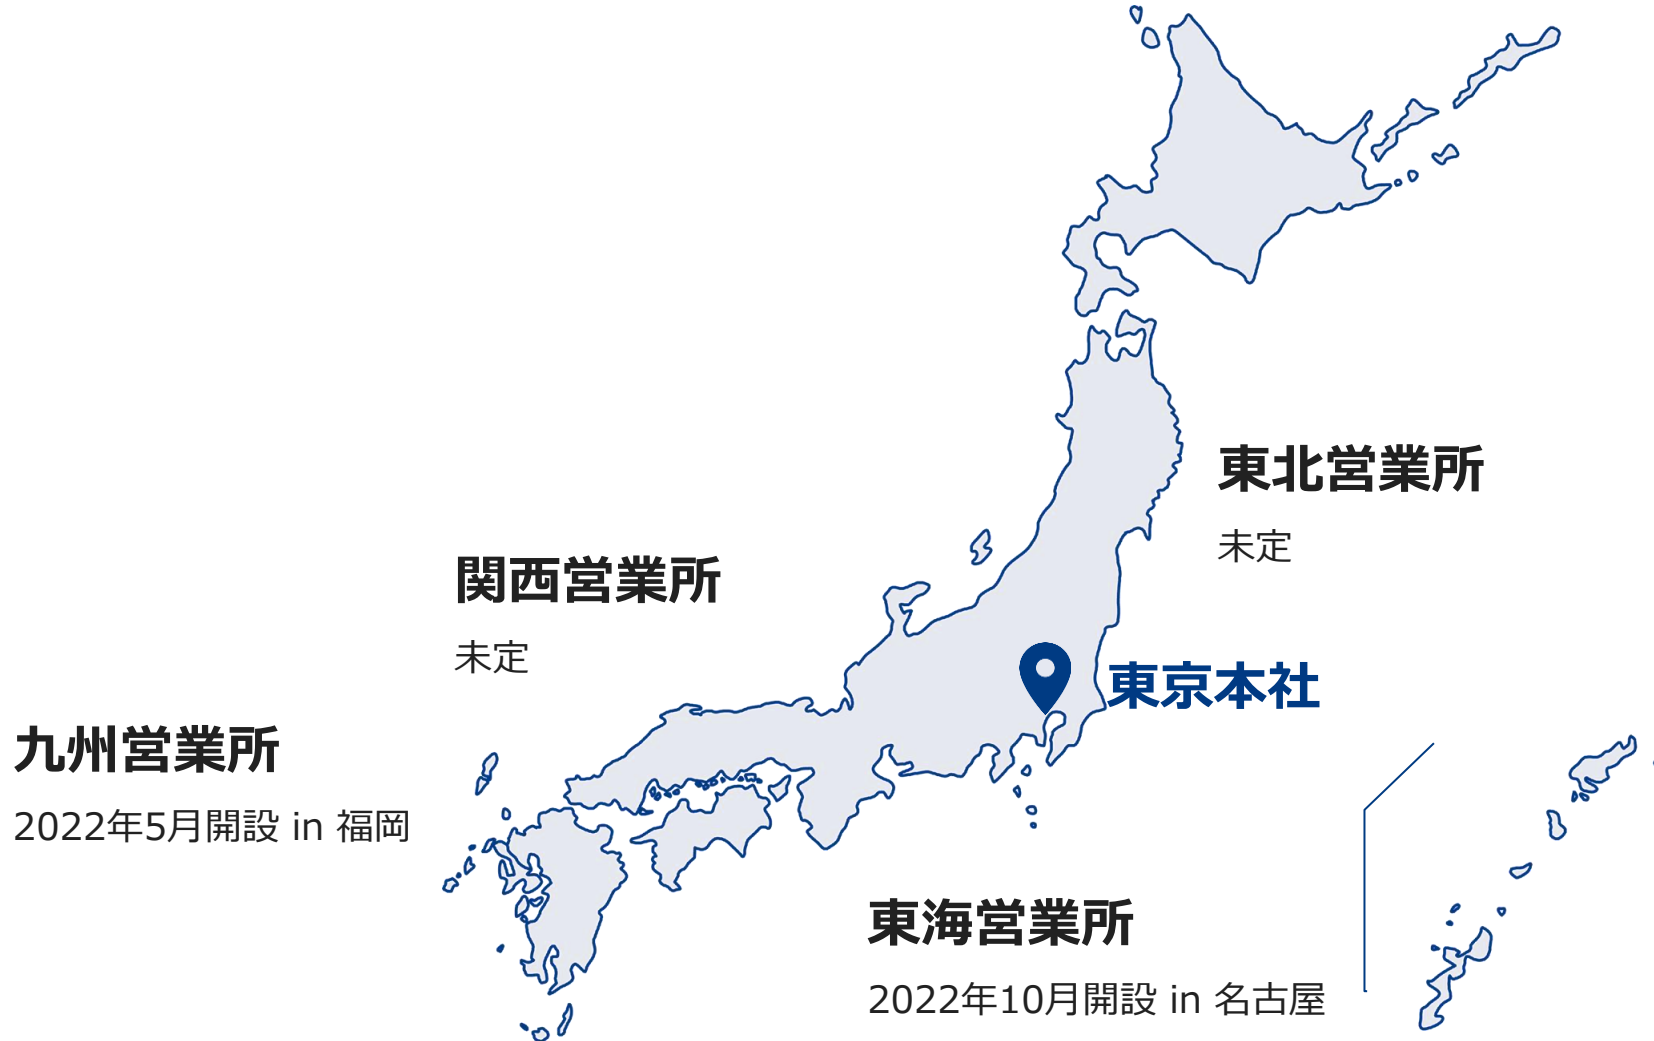 東北営業所
未定
関西営業所
未定
東京本社
九州営業所
2022年5月開設 in 福岡
東海営業所
2022年10月開設 in 名古屋